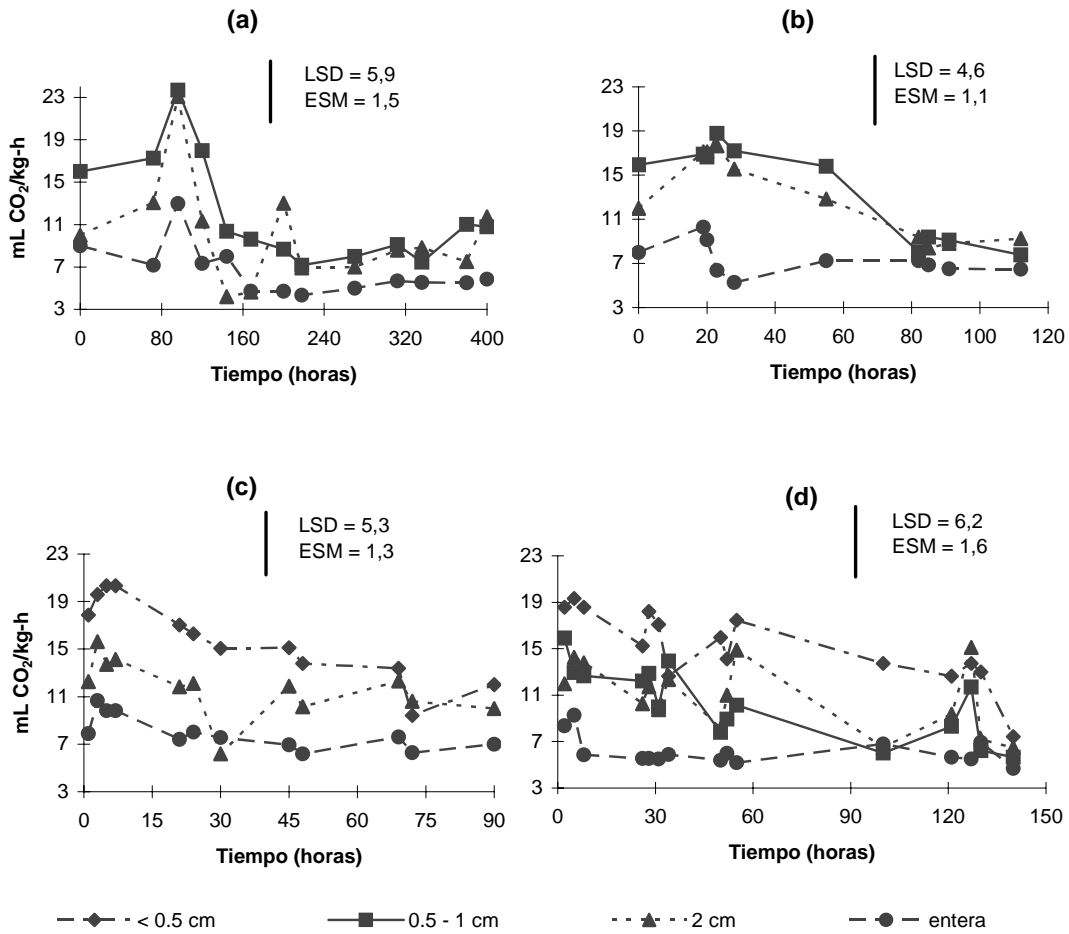 (a)
LSD = 5,9
ESM = 1,5
mL CO₂/kg-h
23
19
15
11
7
3
0 80 160 240 320 400
Tiempo (horas)
(b)
LSD = 4,6
ESM = 1,1
23
19
15
11
7
3
0 20 40 60 80 100 120
Tiempo (horas)
(c)
LSD = 5,3
ESM = 1,3
mL CO₂/kg-h
23
19
15
11
7
3
0 15 30 45 60 75 90
Tiempo (horas)
(d)
LSD = 6,2
ESM = 1,6
23
19
15
11
7
3
0 30 60 90 120 150
Tiempo (horas)
< 0.5 cm 0.5 - 1 cm 2 cm entera